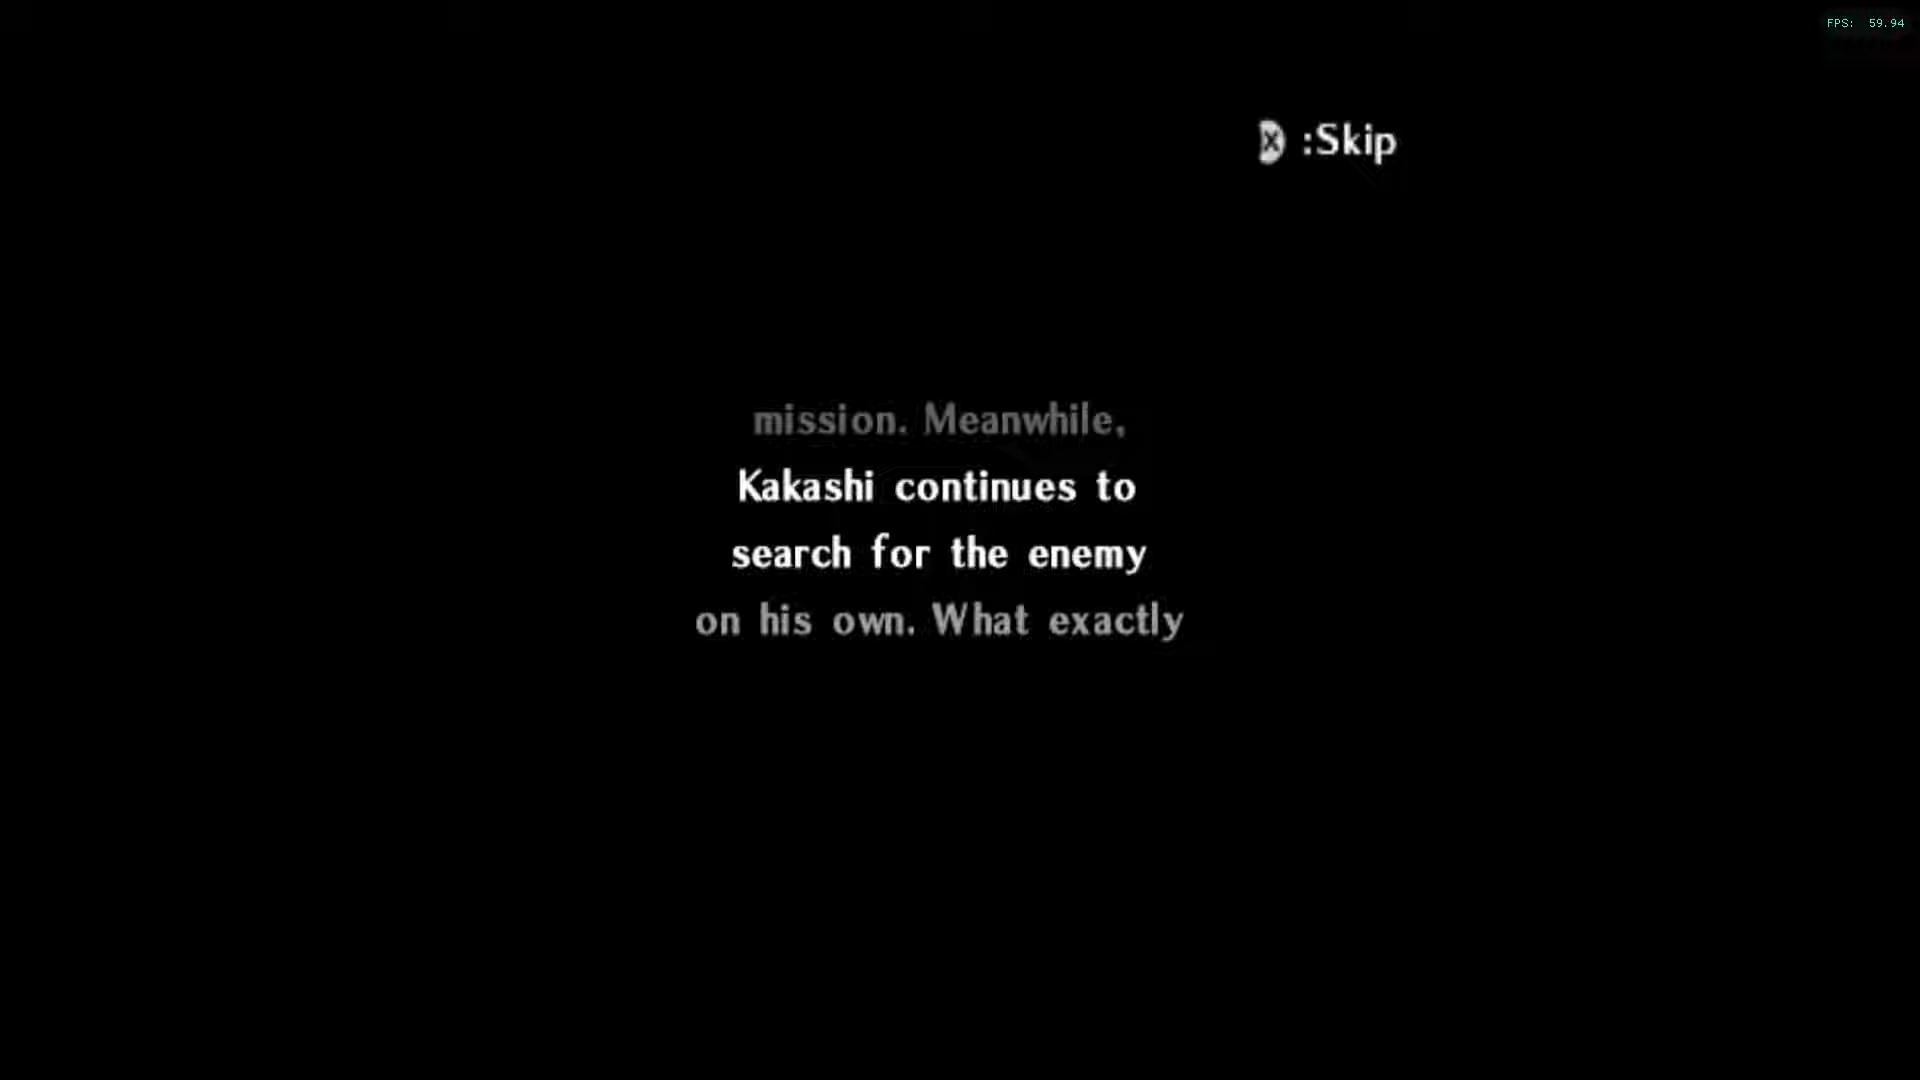 FPS: 59.94
X :Skip
mission. Meanwhile,
Kakashi continues to
search for the enemy
on his own. What exactly